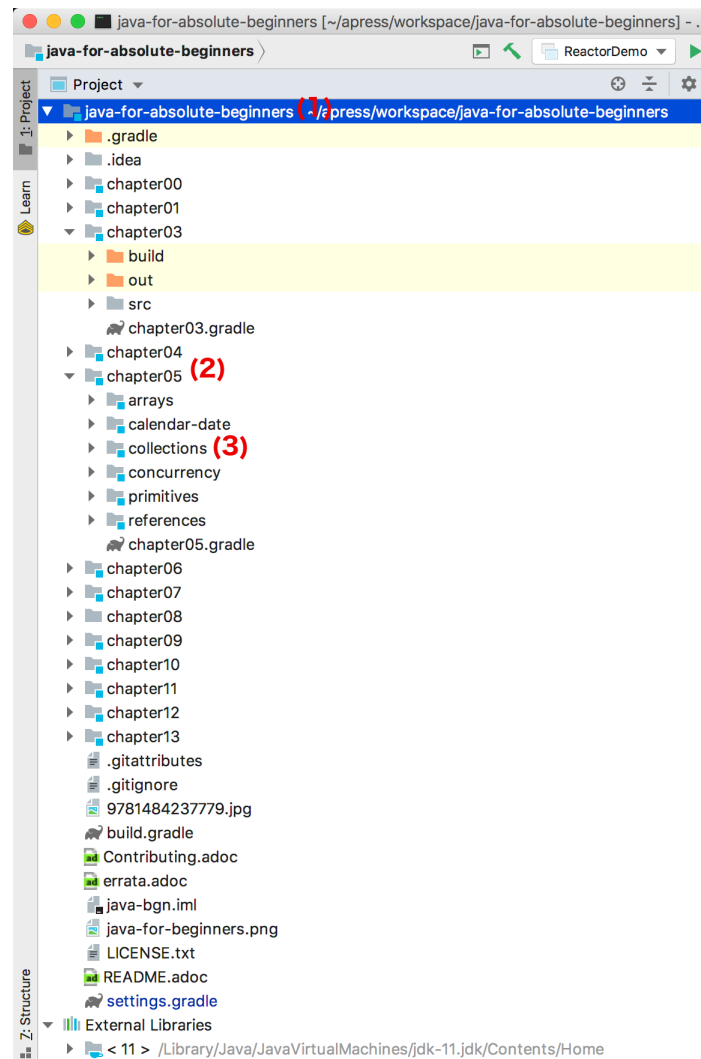 java-for-absolute-beginners [~/apress/workspace/java-for-absolute-beginners] - .
java-for-absolute-beginners
ReactorDemo
1: Project
Learn
Z: Structure
Project
java-for-absolute-beginners (1) ~/apress/workspace/java-for-absolute-beginners
.gradle
.idea
chapter00
chapter01
chapter03
build
out
src
chapter03.gradle
chapter04
chapter05 (2)
arrays
calendar-date
collections (3)
concurrency
primitives
references
chapter05.gradle
chapter06
chapter07
chapter08
chapter09
chapter10
chapter11
chapter12
chapter13
.gitattributes
.gitignore
9781484237779.jpg
build.gradle
ad Contributing.adoc
ad errata.adoc
java-bgn.iml
java-for-beginners.png
LICENSE.txt
ad README.adoc
settings.gradle
External Libraries
< 11 > /Library/Java/JavaVirtualMachines/jdk-11.jdk/Contents/Home